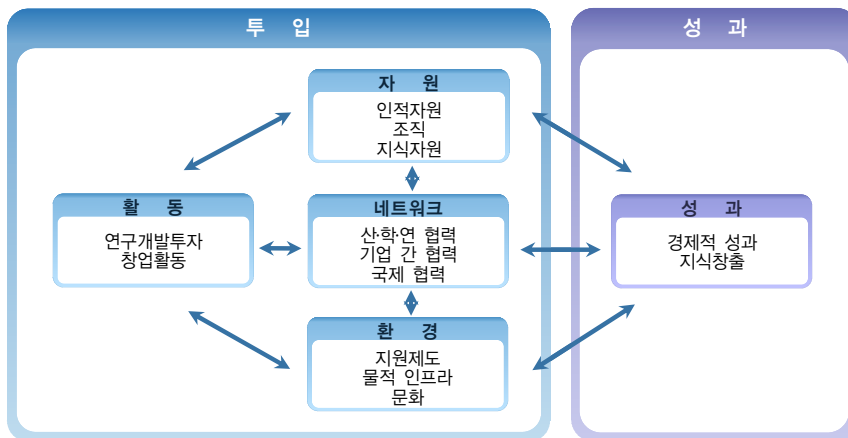 투 입
성 과
자 원
인적자원
조직
지식자원
활 동
연구개발투자
창업활동
네트워크
산·학·연 협력
기업 간 협력
국제 협력
성 과
경제적 성과
지식창출
환 경
지원제도
물적 인프라
문화